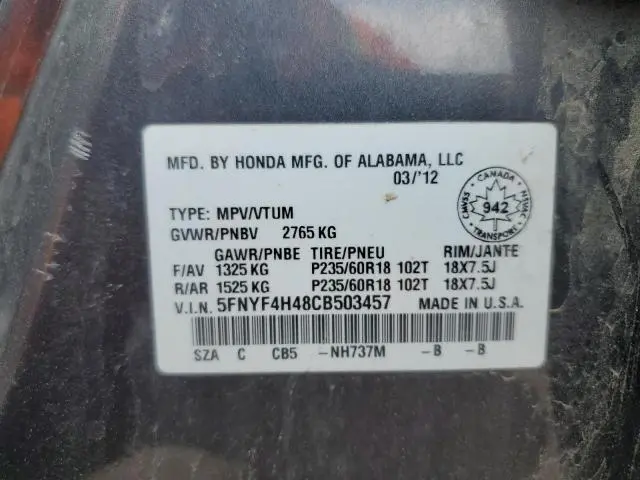 MFD. BY HONDA MFG. OF ALABAMA, LLC
03/'12
CANADA
CMVSS 942 NSVAC
TRANSPORT
TYPE: MPV/VTUM
GVWR/PNBV 2765 KG
GAWR/PNBE TIRE/PNEU RIM/JANTE
F/AV 1325 KG P235/60R18 102T 18X7.5J
R/AR 1525 KG P235/60R18 102T 18X7.5J
V.I.N. 5FNYF4H48CB503457 MADE IN U.S.A.
SZA C CB5 -NH737M -B -B